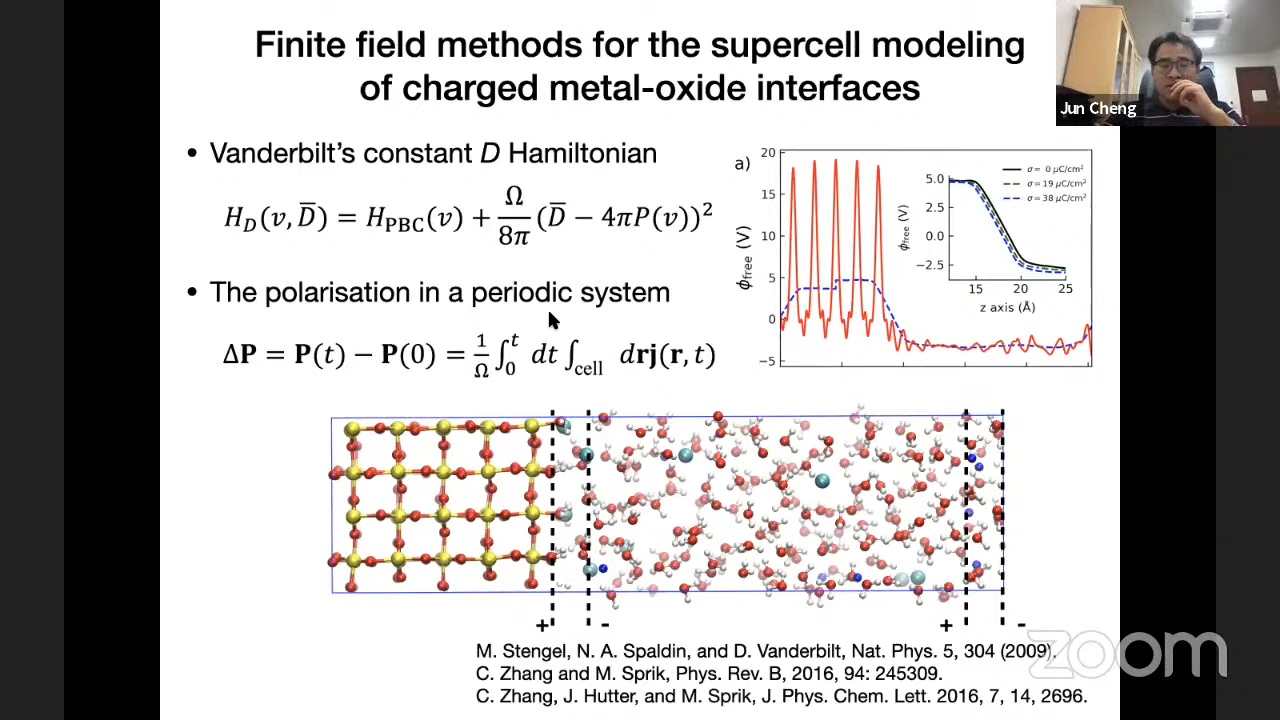 Finite field methods for the supercell modeling
of charged metal-oxide interfaces
Jun Cheng
• Vanderbilt's constant D Hamiltonian
H_D(v, D̅) = H_PBC(v) + Ω/8π (D̅ − 4πP(v))²
• The polarisation in a periodic system
ΔP = P(t) − P(0) = 1/Ω ∫₀ᵗ dt ∫_cell drj(r, t)
a)
20
15
10
5
0
−5
ϕ_free (V)
5.0
2.5
0.0
−2.5
ϕ_free (V)
15 20 25
z axis (Å)
σ = 0 μC/cm²
σ = 19 μC/cm²
σ = 38 μC/cm²
+ - + -
M. Stengel, N. A. Spaldin, and D. Vanderbilt, Nat. Phys. 5, 304 (2009).
C. Zhang and M. Sprik, Phys. Rev. B, 2016, 94: 245309.
C. Zhang, J. Hutter, and M. Sprik, J. Phys. Chem. Lett. 2016, 7, 14, 2696.
zoom